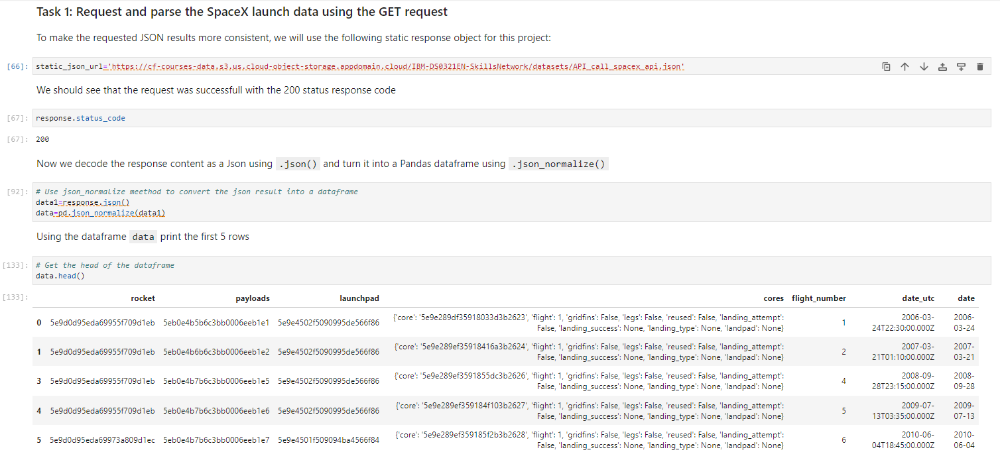 Task 1: Request and parse the SpaceX launch data using the GET request
To make the requested JSON results more consistent, we will use the following static response object for this project:
[66]: static_json_url='https://cf-courses-data.s3.us.cloud-object-storage.appdomain.cloud/IBM-DS0321EN-SkillsNetwork/datasets/API_call_spacex_api.json'
We should see that the request was successfull with the 200 status response code
[67]: response.status_code
[67]: 200
Now we decode the response content as a Json using .json() and turn it into a Pandas dataframe using .json_normalize()
[92]: # Use json_normalize meethod to convert the json result into a dataframe
data1=response.json()
data=pd.json_normalize(data1)
Using the dataframe data print the first 5 rows
[133]: # Get the head of the dataframe
data.head()
[133]:
rocket payloads launchpad cores flight_number date_utc date
0 5e9d0d95eda69955f709d1eb 5eb0e4b5b6c3bb0006eeb1e1 5e9e4502f5090995de566f86 {'core': '5e9e289df35918033d3b2623', 'flight': 1, 'gridfins': False, 'legs': False, 'reused': False, 'landing_attempt': 1 2006-03- 2006-
False, 'landing_success': None, 'landing_type': None, 'landpad': None} 24T22:30:00.000Z 03-24
1 5e9d0d95eda69955f709d1eb 5eb0e4b6b6c3bb0006eeb1e2 5e9e4502f5090995de566f86 {'core': '5e9e289ef35918416a3b2624', 'flight': 1, 'gridfins': False, 'legs': False, 'reused': False, 'landing_attempt': 2 2007-03- 2007-
False, 'landing_success': None, 'landing_type': None, 'landpad': None} 21T01:10:00.000Z 03-21
3 5e9d0d95eda69955f709d1eb 5eb0e4b7b6c3bb0006eeb1e5 5e9e4502f5090995de566f86 {'core': '5e9e289ef3591855dc3b2626', 'flight': 1, 'gridfins': False, 'legs': False, 'reused': False, 'landing_attempt': 4 2008-09- 2008-
False, 'landing_success': None, 'landing_type': None, 'landpad': None} 28T23:15:00.000Z 09-28
4 5e9d0d95eda69955f709d1eb 5eb0e4b7b6c3bb0006eeb1e6 5e9e4502f5090995de566f86 {'core': '5e9e289ef359184f103b2627', 'flight': 1, 'gridfins': False, 'legs': False, 'reused': False, 'landing_attempt': 5 2009-07- 2009-
False, 'landing_success': None, 'landing_type': None, 'landpad': None} 13T03:35:00.000Z 07-13
5 5e9d0d95eda69973a809d1ec 5eb0e4b7b6c3bb0006eeb1e7 5e9e4501f509094ba4566f84 {'core': '5e9e289ef359185f2b3b2628', 'flight': 1, 'gridfins': False, 'legs': False, 'reused': False, 'landing_attempt': 6 2010-06- 2010-
False, 'landing_success': None, 'landing_type': None, 'landpad': None} 04T18:45:00.000Z 06-04